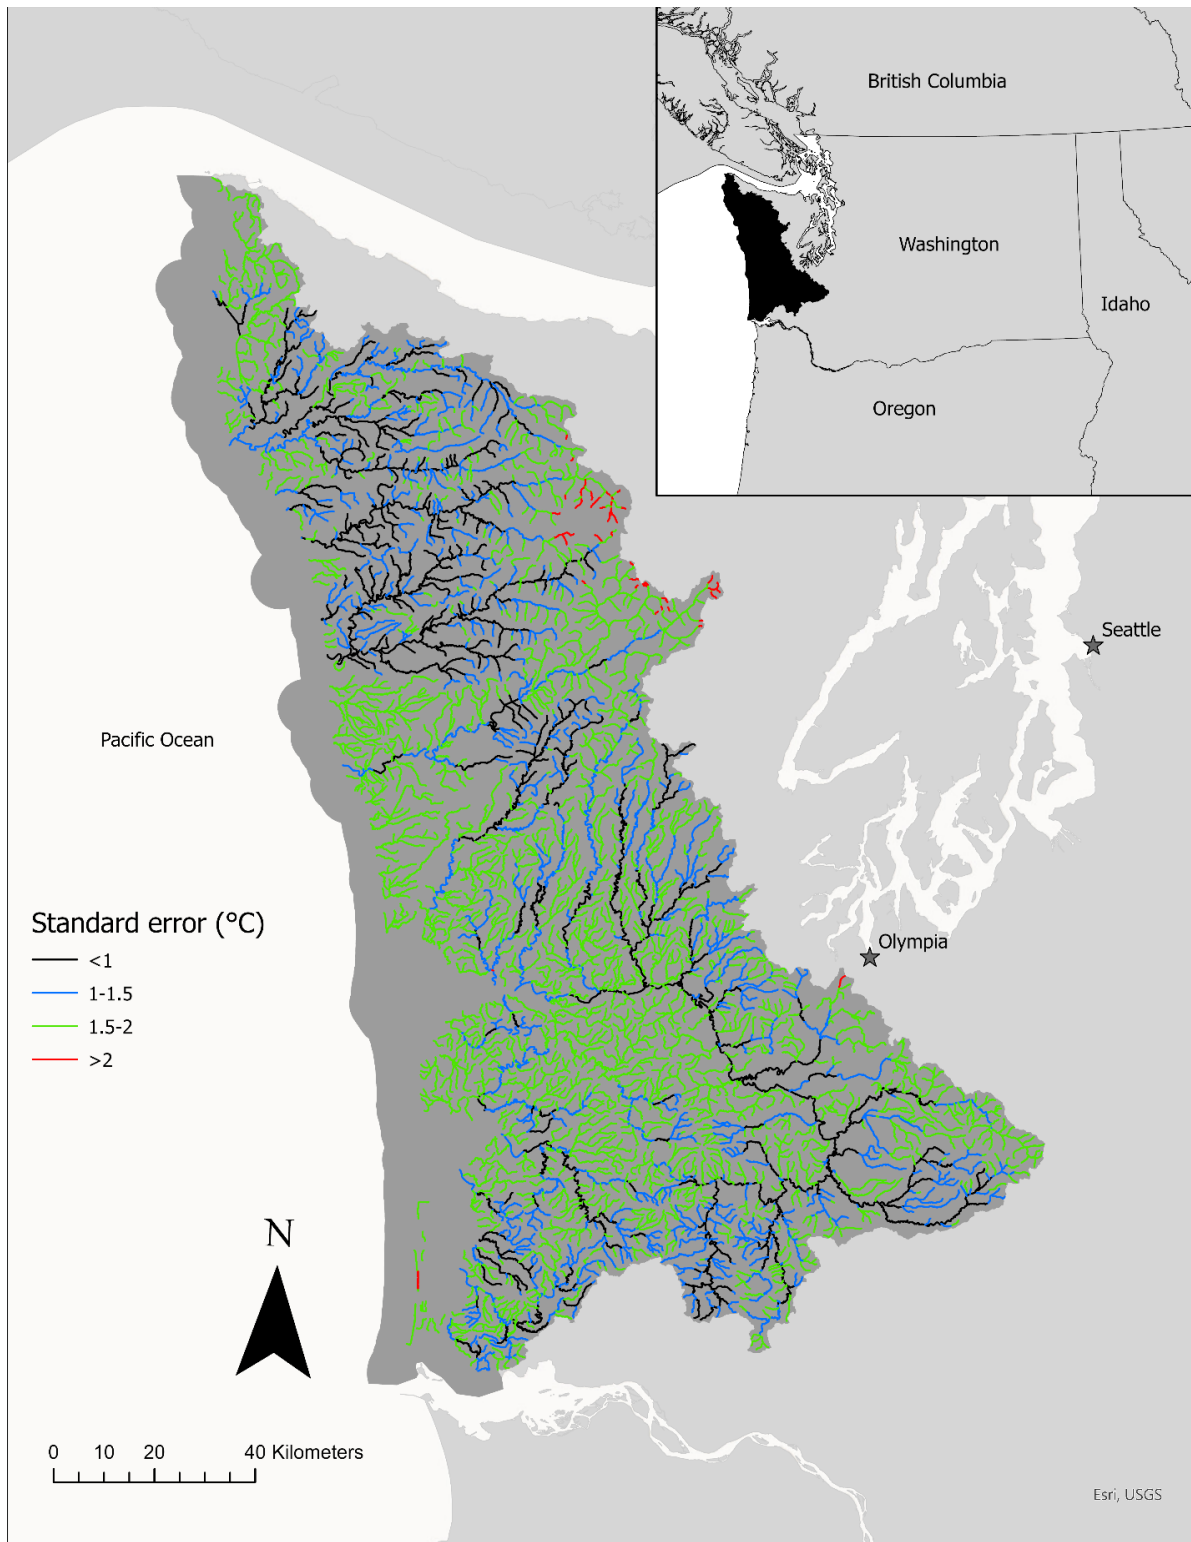 British Columbia
Washington
Idaho
Oregon
Seattle
Pacific Ocean
Olympia
Standard error (°C)
<1
1-1.5
1.5-2
>2
N
0 10 20 40 Kilometers
Esri, USGS